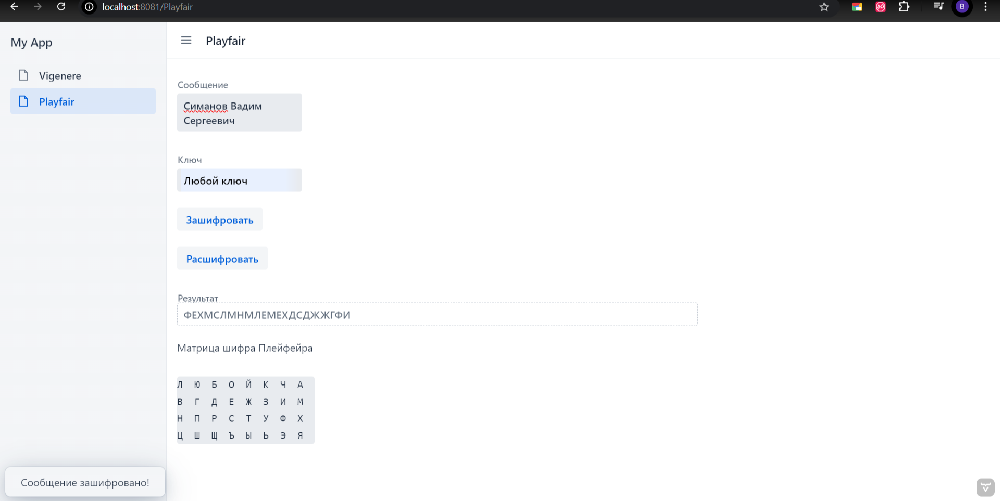 localhost:8081/Playfair
B
My App
Playfair
Vigenere
Playfair
Сообщение
Симанов Вадим
Сергеевич
Ключ
Любой ключ
Зашифровать
Расшифровать
Результат
ФЕХМСЛМНМЛЕМЕХДСДЖЖГФИ
Матрица шифра Плейфейра
Л Ю Б О Й К Ч А
В Г Д Е Ж З И М
Н П Р С Т У Ф Х
Ц Ш Щ Ъ Ы Ь Э Я
Сообщение зашифровано!